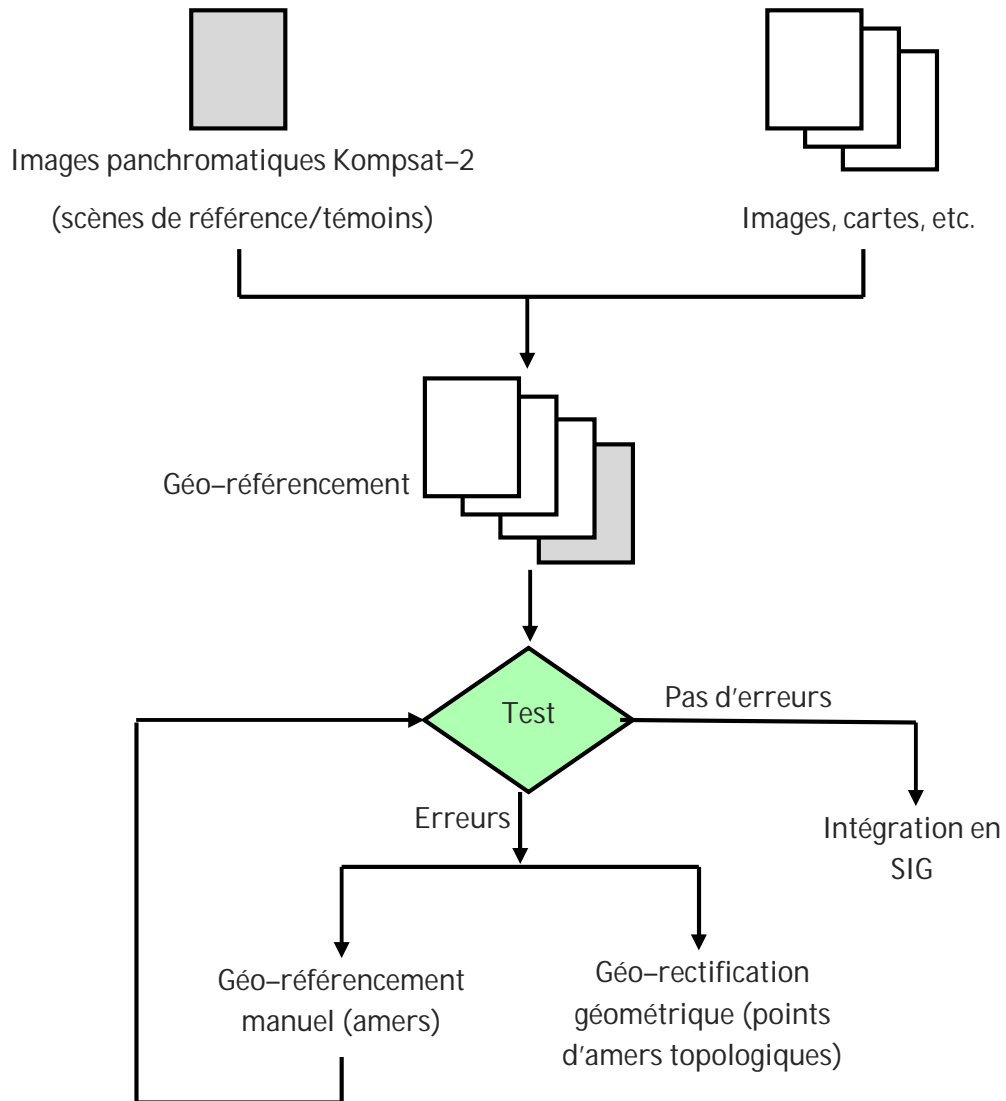 Images panchromatiques Kompsat–2
(scènes de référence/témoins)
Images, cartes, etc.
Géo–référencement
Test
Pas d'erreurs
Erreurs
Intégration en
SIG
Géo–référencement
manuel (amers)
Géo–rectification
géométrique (points
d'amers topologiques)